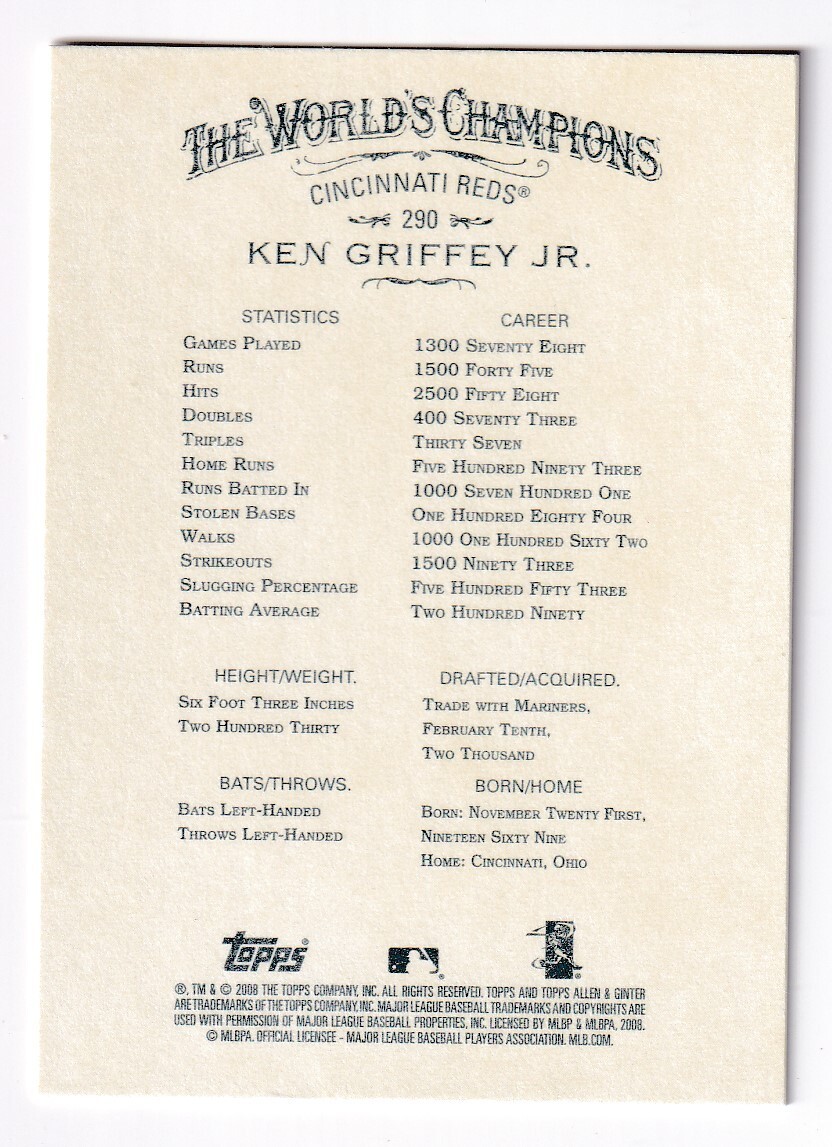 THE WORLD'S CHAMPIONS
CINCINNATI REDS®
290
KEN GRIFFEY JR.
STATISTICS CAREER
GAMES PLAYED 1300 SEVENTY EIGHT
RUNS 1500 FORTY FIVE
HITS 2500 FIFTY EIGHT
DOUBLES 400 SEVENTY THREE
TRIPLES THIRTY SEVEN
HOME RUNS FIVE HUNDRED NINETY THREE
RUNS BATTED IN 1000 SEVEN HUNDRED ONE
STOLEN BASES ONE HUNDRED EIGHTY FOUR
WALKS 1000 ONE HUNDRED SIXTY TWO
STRIKEOUTS 1500 NINETY THREE
SLUGGING PERCENTAGE FIVE HUNDRED FIFTY THREE
BATTING AVERAGE TWO HUNDRED NINETY
HEIGHT/WEIGHT.
SIX FOOT THREE INCHES
TWO HUNDRED THIRTY
DRAFTED/ACQUIRED.
TRADE WITH MARINERS,
FEBRUARY TENTH,
TWO THOUSAND
BATS/THROWS.
BATS LEFT-HANDED
THROWS LEFT-HANDED
BORN/HOME
BORN: NOVEMBER TWENTY FIRST,
NINETEEN SIXTY NINE
HOME: CINCINNATI, OHIO
topps®
®, TM & © 2008 THE TOPPS COMPANY, INC. ALL RIGHTS RESERVED. TOPPS AND TOPPS ALLEN & GINTER
ARE TRADEMARKS OF THE TOPPS COMPANY, INC. MAJOR LEAGUE BASEBALL TRADEMARKS AND COPYRIGHTS ARE
USED WITH PERMISSION OF MAJOR LEAGUE BASEBALL PROPERTIES, INC. LICENSED BY MLBP & MLBPA, 2008.
© MLBPA. OFFICIAL LICENSEE – MAJOR LEAGUE BASEBALL PLAYERS ASSOCIATION. MLB.COM.